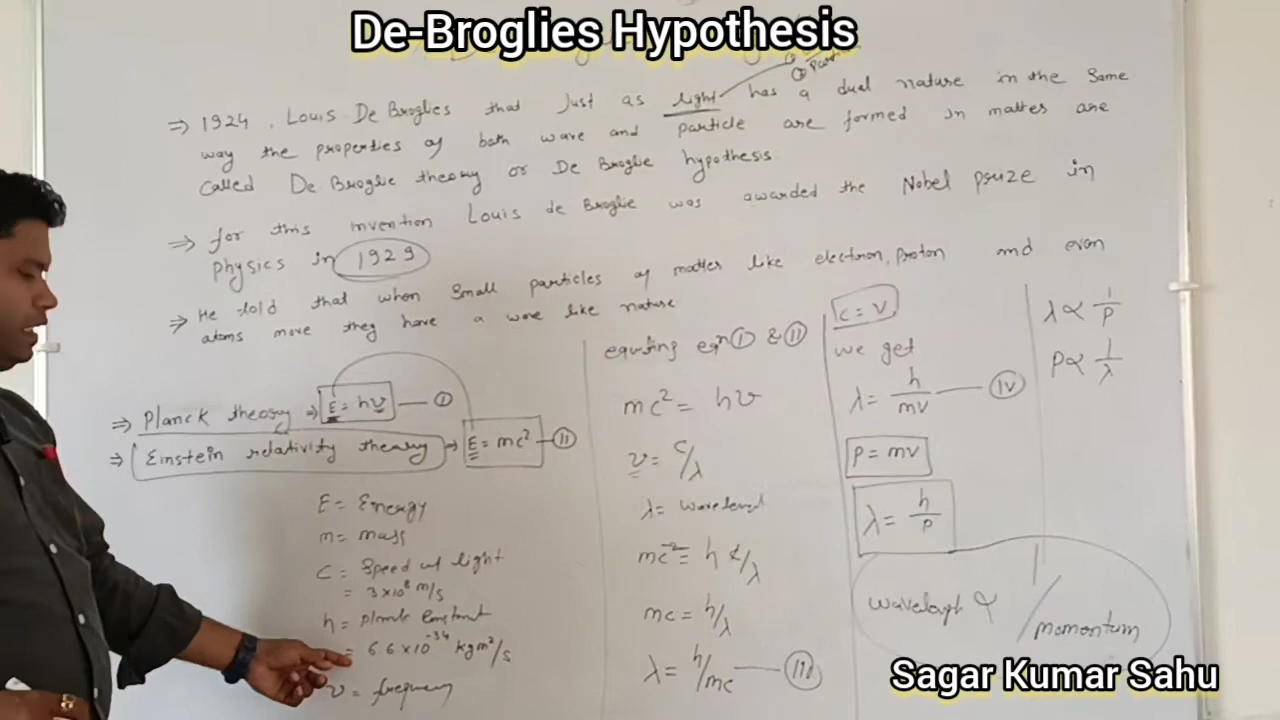 De-Broglies Hypothesis
⇒ 1924, Louis De Broglies that Just as light has a dual nature in the same
way the properties of both wave and particle are formed in matter are
called De Broglie theory or De Broglie hypothesis
⇒ for this invention Louis de Broglie was awarded the Nobel prize in
physics in 1929
⇒ He told that when small particles of matter like electron, proton and even
atoms move they have a wave like nature
⇒ Planck theory ⇒ E = hν — I
⇒ Einstein relativity theory → E = mc² — II
E = Energy
m = mass
C = Speed of light
= 3×10⁸ m/s
h = Planck Constant
= 6.6×10⁻³⁴ kgm²/s
ν = frequency
equating eqⁿ I & II
mc² = hν
ν = c/λ
λ = wavelength
mc² = h c/λ
mc = h/λ
λ = h/mc — III
C = V
we get
λ = h/mv — IV
P = mv
λ = h/P
wavelength ∝ 1/momentum
λ ∝ 1/P
P ∝ 1/λ
Sagar Kumar Sahu